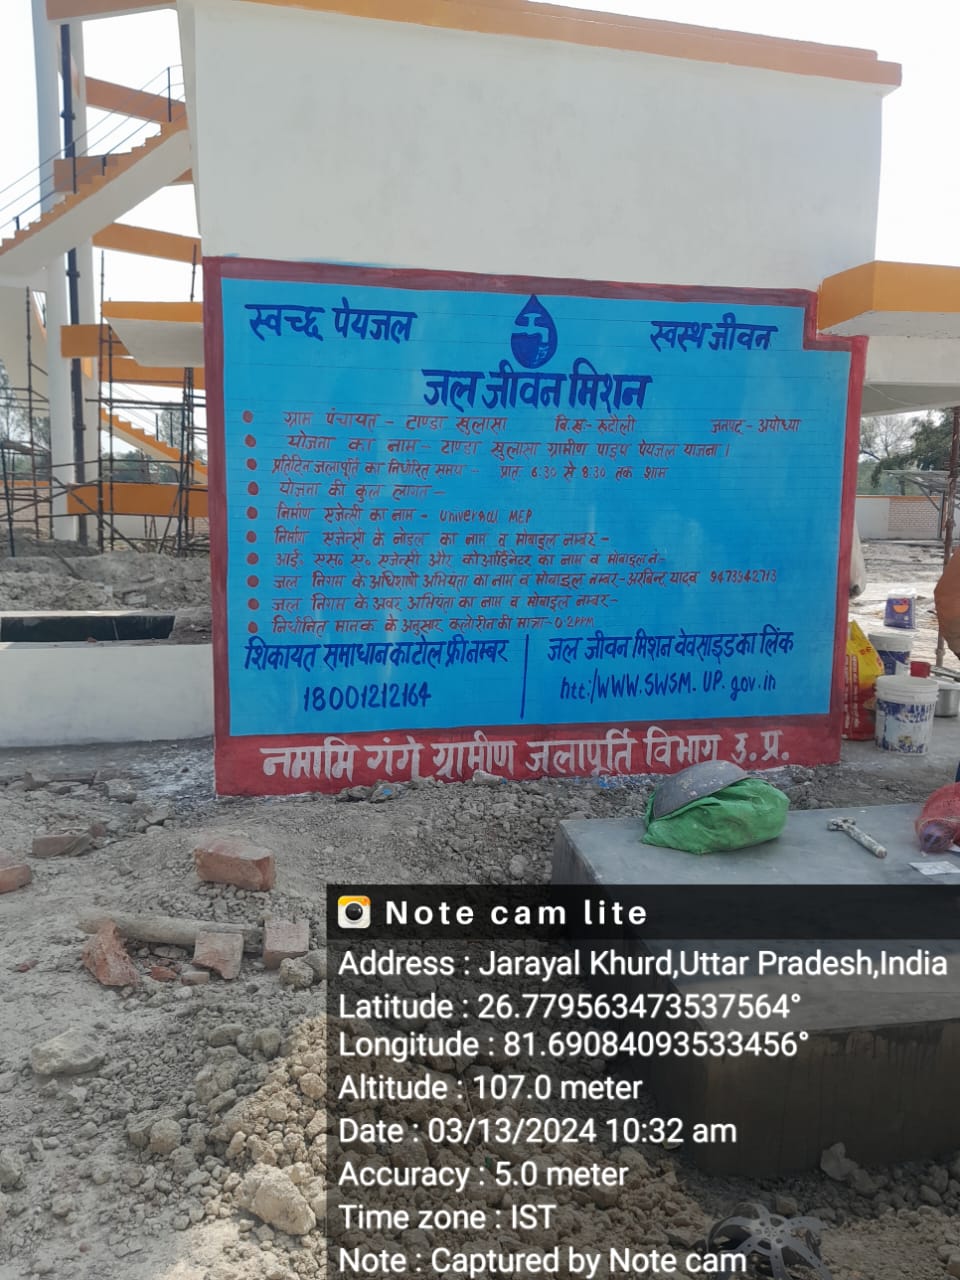 स्वच्छ पेयजल स्वस्थ जीवन
जल जीवन मिशन
ग्राम पंचायत - टाण्डा खुलासा वि.ख.- रूदौली जनपद - अयोध्या
योजना का नाम - टाण्डा खुलासा ग्रामीण पाइप पेयजल योजना।
प्रतिदिन जलापूर्ति का निर्धारित समय - प्रातः 6.30 से 8.30 तक शाम
योजना की कुल लागत -
निर्माण एजेन्सी का नाम - universal MEP
निर्माण एजेन्सी के नोडल का नाम व मोबाइल नम्बर -
आई० एस० ए० एजेन्सी और कोआर्डिनेटर का नाम व मोबाइल नं-
जल निगम के अधिशाषी अभियंता का नाम व मोबाइल नम्बर - अरबिन्द यादव 9473942713
जल निगम के अवर अभियंता का नाम व मोबाइल नम्बर -
निर्धारित मानक के अनुसार क्लोरीन की मात्रा - 0.2PPM
शिकायत समाधान का टोल फ्री नम्बर
18001212164
जल जीवन मिशन वेवसाइड का लिंक
htt:/WWW.SWSM.UP.gov.in
नमामि गंगे ग्रामीण जलापूर्ति विभाग उ.प्र.
Note cam lite
Address : Jarayal Khurd,Uttar Pradesh,India
Latitude : 26.779563473537564°
Longitude : 81.69084093533456°
Altitude : 107.0 meter
Date : 03/13/2024 10:32 am
Accuracy : 5.0 meter
Time zone : IST
Note : Captured by Note cam